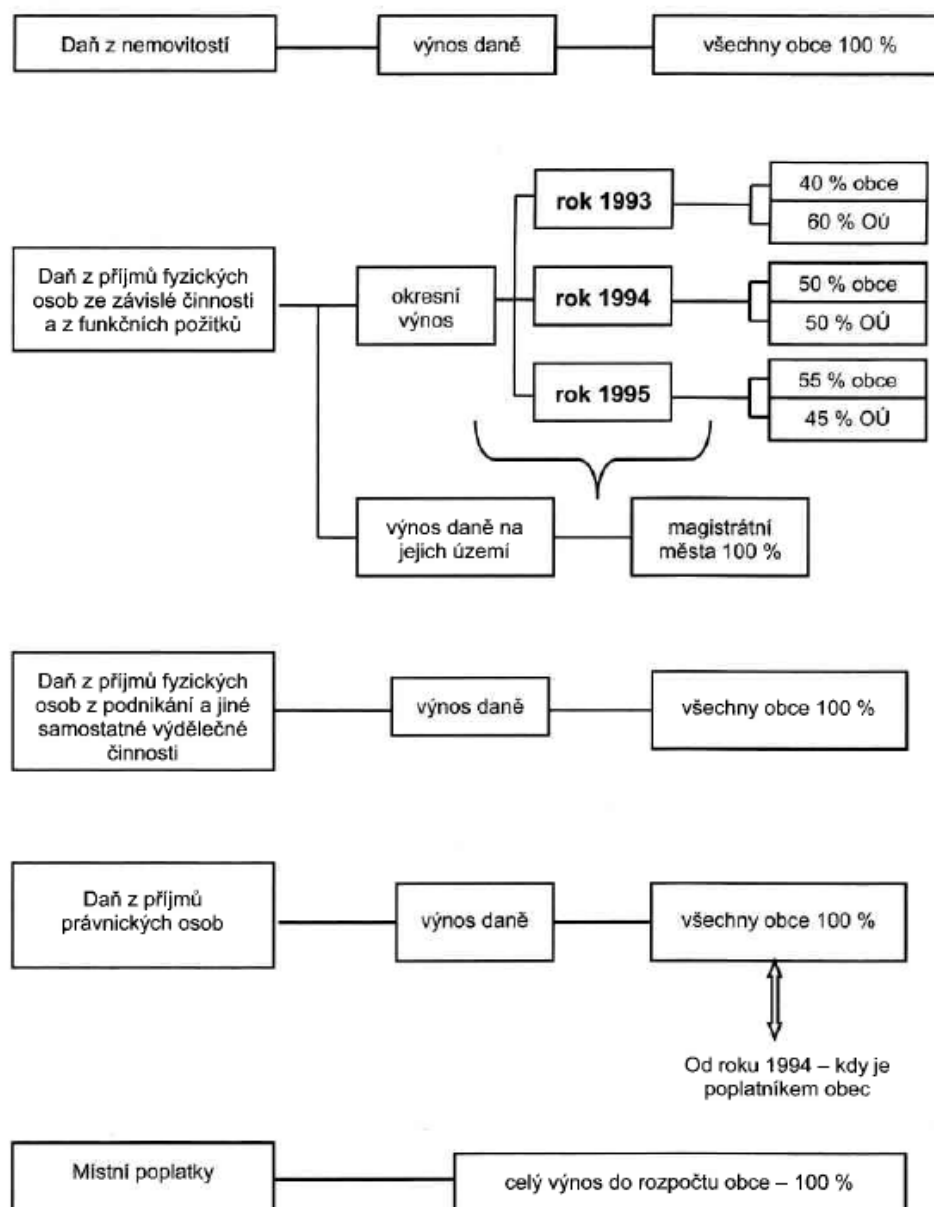 Daň z nemovitostí
výnos daně
všechny obce 100 %
Daň z příjmů fyzických
osob ze závislé činnosti
a z funkčních požitků
okresní
výnos
rok 1993
40 % obce
60 % OÚ
rok 1994
50 % obce
50 % OÚ
rok 1995
55 % obce
45 % OÚ
výnos daně na
jejich území
magistrátní
města 100 %
Daň z příjmů fyzických
osob z podnikání a jiné
samostatné výdělečné
činnosti
výnos daně
všechny obce 100 %
Daň z příjmů
právnických osob
výnos daně
všechny obce 100 %
Od roku 1994 – kdy je
poplatníkem obec
Místní poplatky
celý výnos do rozpočtu obce – 100 %